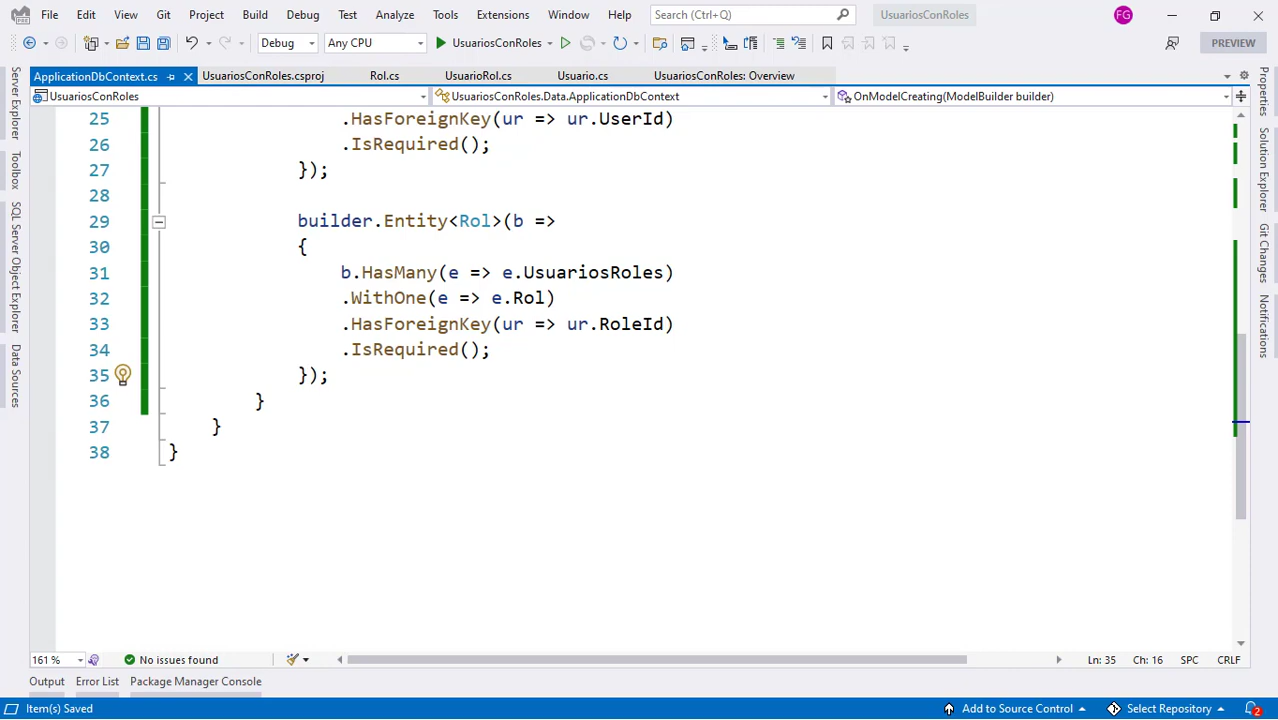 File Edit View Git Project Build Debug Test Analyze Tools Extensions Window Help Search (Ctrl+Q) UsuariosConRoles FG
Debug Any CPU UsuariosConRoles PREVIEW
ApplicationDbContext.cs UsuariosConRoles.csproj Rol.cs UsuarioRol.cs Usuario.cs UsuariosConRoles: Overview
UsuariosConRoles UsuariosConRoles.Data.ApplicationDbContext OnModelCreating(ModelBuilder builder)
Server Explorer
Toolbox
SQL Server Object Explorer
Data Sources
25 .HasForeignKey(ur => ur.UserId)
26 .IsRequired();
27 });
28
29 builder.Entity<Rol>(b =>
30 {
31 b.HasMany(e => e.UsuariosRoles)
32 .WithOne(e => e.Rol)
33 .HasForeignKey(ur => ur.RoleId)
34 .IsRequired();
35 });
36 }
37 }
38 }
Properties
Solution Explorer
Git Changes
Notifications
161 % No issues found Ln: 35 Ch: 16 SPC CRLF
Output Error List Package Manager Console
Item(s) Saved Add to Source Control Select Repository 2